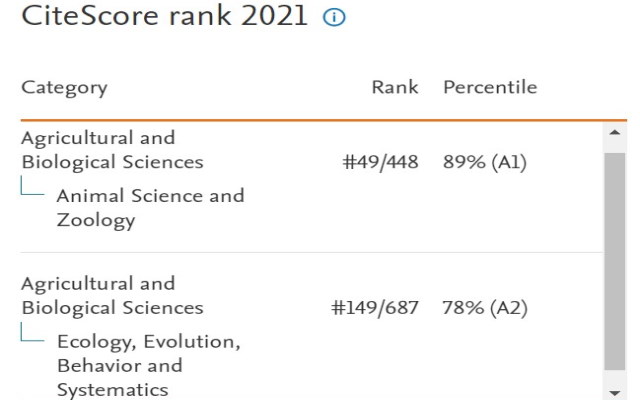 CiteScore rank 2021
Category Rank Percentile
Agricultural and
Biological Sciences #49/448 89% (A1)
Animal Science and
Zoology
Agricultural and
Biological Sciences #149/687 78% (A2)
Ecology, Evolution,
Behavior and
Systematics